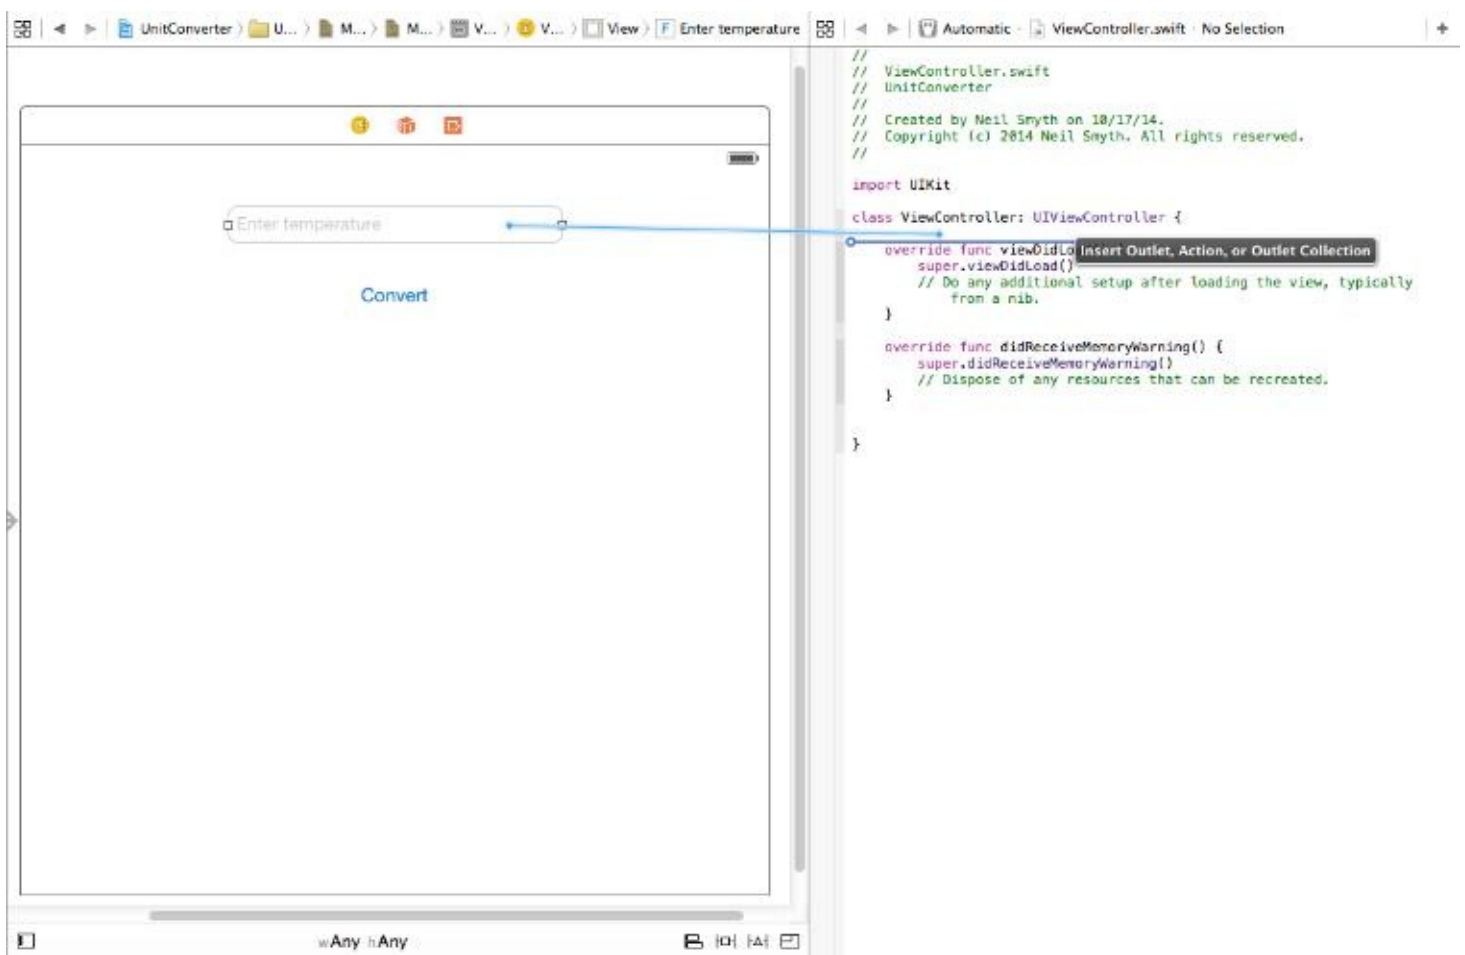 UnitConverter U... M... M... V... V... View F Enter temperature
Automatic ViewController.swift No Selection +
//
// ViewController.swift
// UnitConverter
//
// Created by Neil Smyth on 10/17/14.
// Copyright (c) 2014 Neil Smyth. All rights reserved.
//
import UIKit
class ViewController: UIViewController {
override func viewDidLo
Insert Outlet, Action, or Outlet Collection
super.viewDidLoad()
// Do any additional setup after loading the view, typically
from a nib.
}
override func didReceiveMemoryWarning() {
super.didReceiveMemoryWarning()
// Dispose of any resources that can be recreated.
}
}
Enter temperature
Convert
wAny hAny